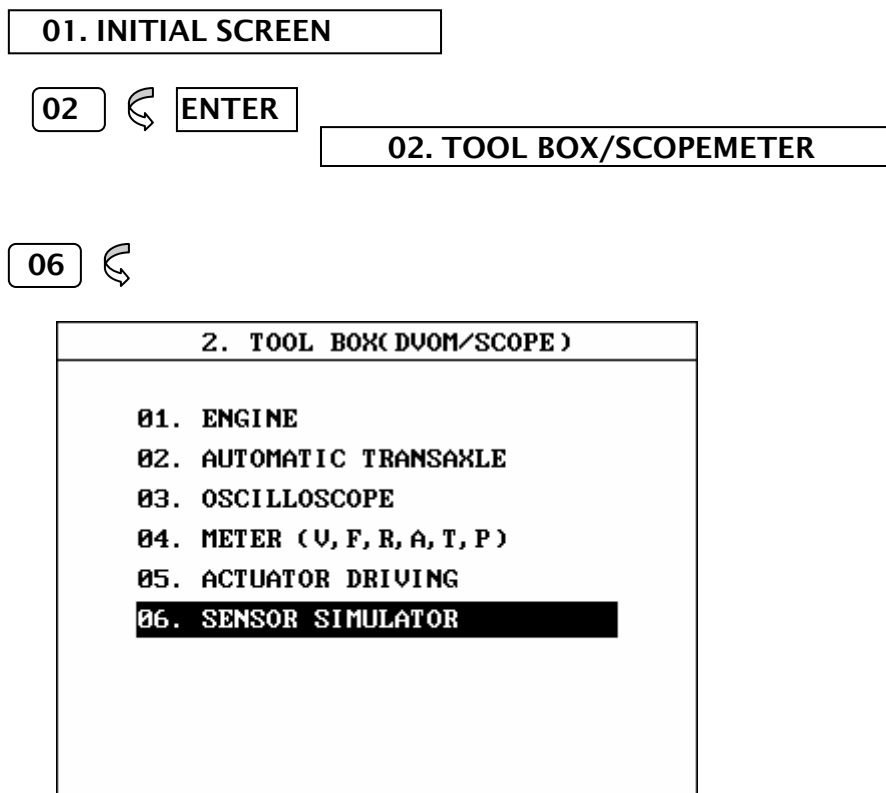 01. INITIAL SCREEN
02 ENTER
02. TOOL BOX/SCOPEMETER
06
2. TOOL BOX(DVOM/SCOPE)
01. ENGINE
02. AUTOMATIC TRANSAXLE
03. OSCILLOSCOPE
04. METER (V,F,R,A,T,P)
05. ACTUATOR DRIVING
06. SENSOR SIMULATOR